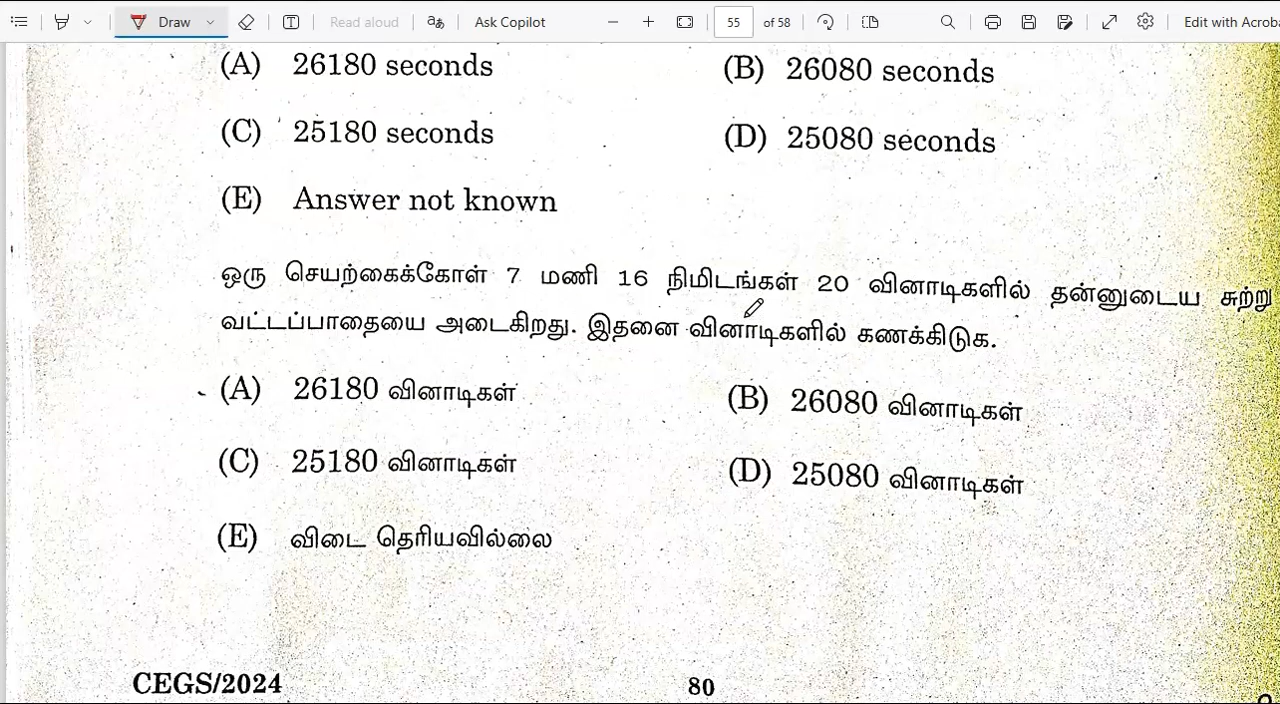 Draw
Read aloud
aあ
Ask Copilot
55 of 58
Edit with Acroba
(A) 26180 seconds
(B) 26080 seconds
(C) 25180 seconds
(D) 25080 seconds
(E) Answer not known
ஒரு செயற்கைக்கோள் 7 மணி 16 நிமிடங்கள் 20 வினாடிகளில் தன்னுடைய சுற்று
வட்டப்பாதையை அடைகிறது. இதனை வினாடிகளில் கணக்கிடுக.
(A) 26180 வினாடிகள்
(B) 26080 வினாடிகள்
(C) 25180 வினாடிகள்
(D) 25080 வினாடிகள்
(E) விடை தெரியவில்லை
CEGS/2024
80